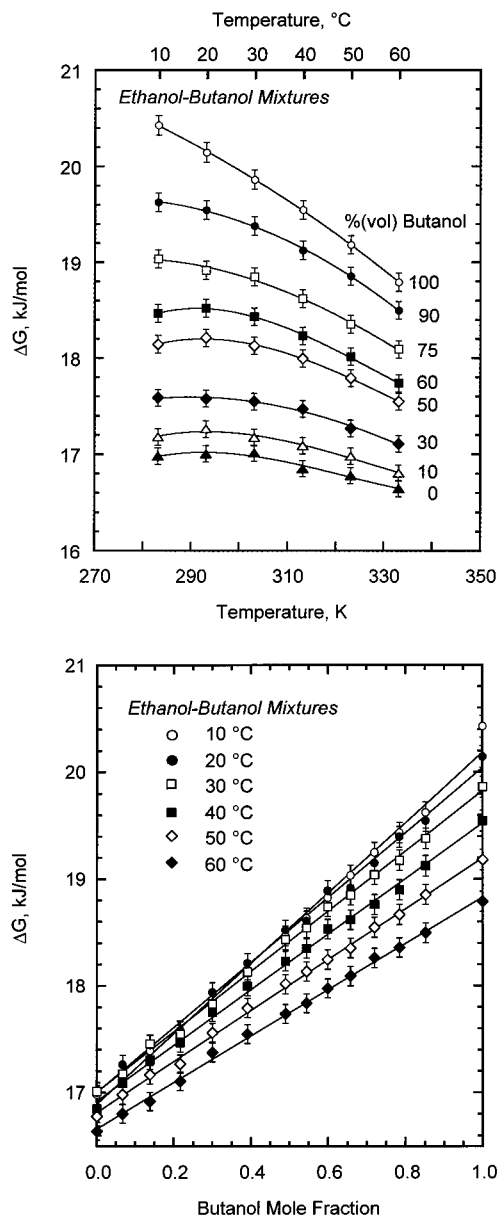 Temperature, °C
10 20 30 40 50 60
21
Ethanol-Butanol Mixtures
20
%(vol) Butanol
19
100
90
ΔG, kJ/mol
75
18
60
50
30
17
10
0
16
270 290 310 330 350
Temperature, K
21
Ethanol-Butanol Mixtures
10 °C
20 °C
20
30 °C
40 °C
50 °C
60 °C
19
ΔG, kJ/mol
18
17
0.0 0.2 0.4 0.6 0.8 1.0
Butanol Mole Fraction